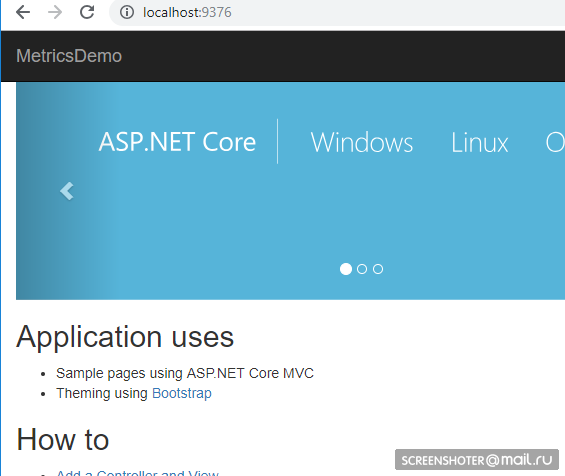 localhost:9376
MetricsDemo
ASP.NET Core Windows Linux
Application uses
Sample pages using ASP.NET Core MVC
Theming using Bootstrap
How to
Add a Controller and View
SCREENSHOTER@mail.ru